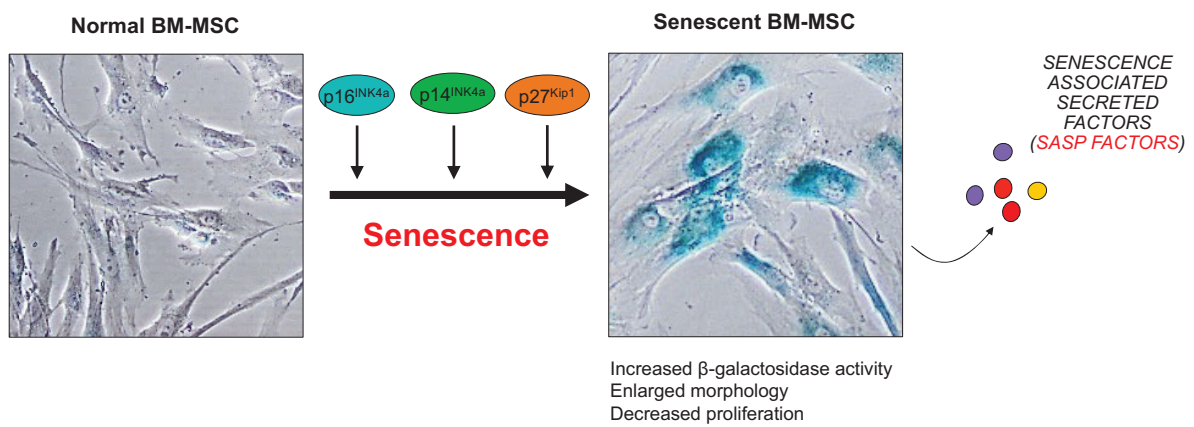 Normal BM-MSC
Senescent BM-MSC
p16INK4a
p14INK4a
p27Kip1
Senescence
SENESCENCE
ASSOCIATED
SECRETED
FACTORS
(SASP FACTORS)
Increased β-galactosidase activity
Enlarged morphology
Decreased proliferation